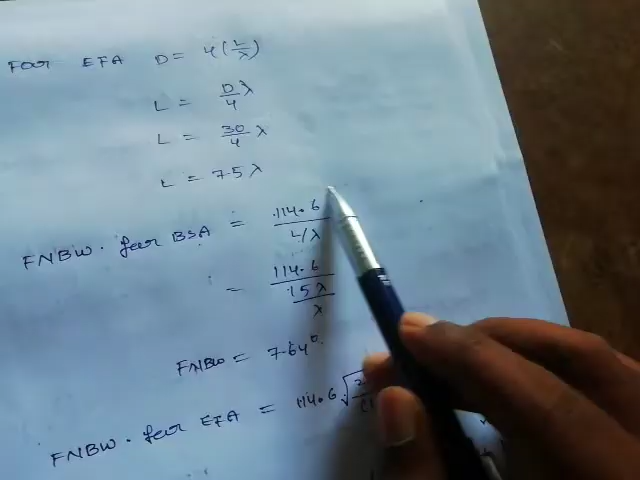 FOR EFA D = 4(L/λ)
L = D/4 λ
L = 30/4 λ
L = 7.5 λ
FNBW. for BSA = 114.6 / L/λ
= 114.6 / 15λ/λ
FNBW = 7.64°
FNBW. for EFA = 114.6 √